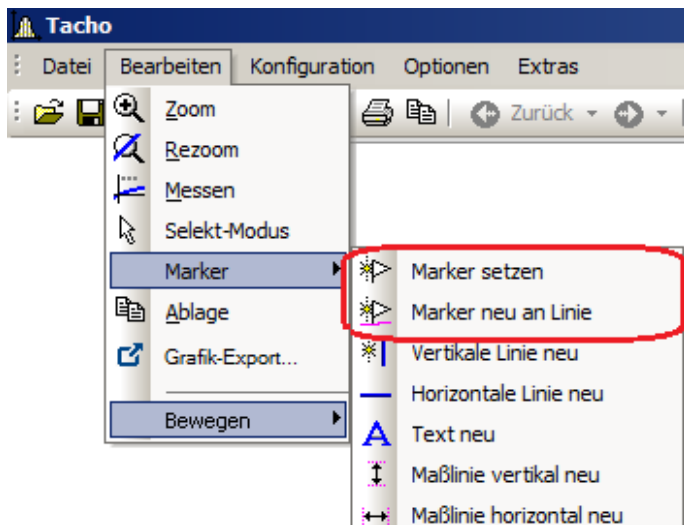 Tacho
Datei Bearbeiten Konfiguration Optionen Extras
Zurück
Zoom
Rezoom
Messen
Selekt-Modus
Marker
Ablage
Grafik-Export...
Bewegen
Marker setzen
Marker neu an Linie
Vertikale Linie neu
Horizontale Linie neu
Text neu
Maßlinie vertikal neu
Maßlinie horizontal neu